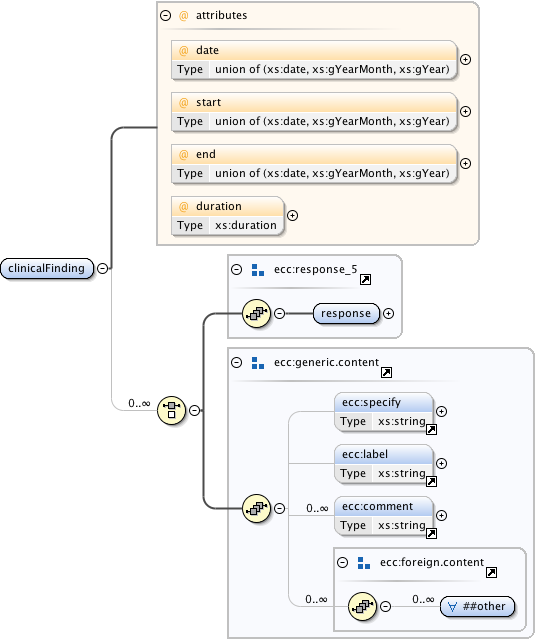 @ attributes
@ date
Type union of (xs:date, xs:gYearMonth, xs:gYear)
@ start
Type union of (xs:date, xs:gYearMonth, xs:gYear)
@ end
Type union of (xs:date, xs:gYearMonth, xs:gYear)
@ duration
Type xs:duration
clinicalFinding
ecc:response_5
response
ecc:generic.content
0..∞
ecc:specify
Type xs:string
ecc:label
Type xs:string
0..∞ ecc:comment
Type xs:string
ecc:foreign.content
0..∞ 0..∞ ∀ ##other